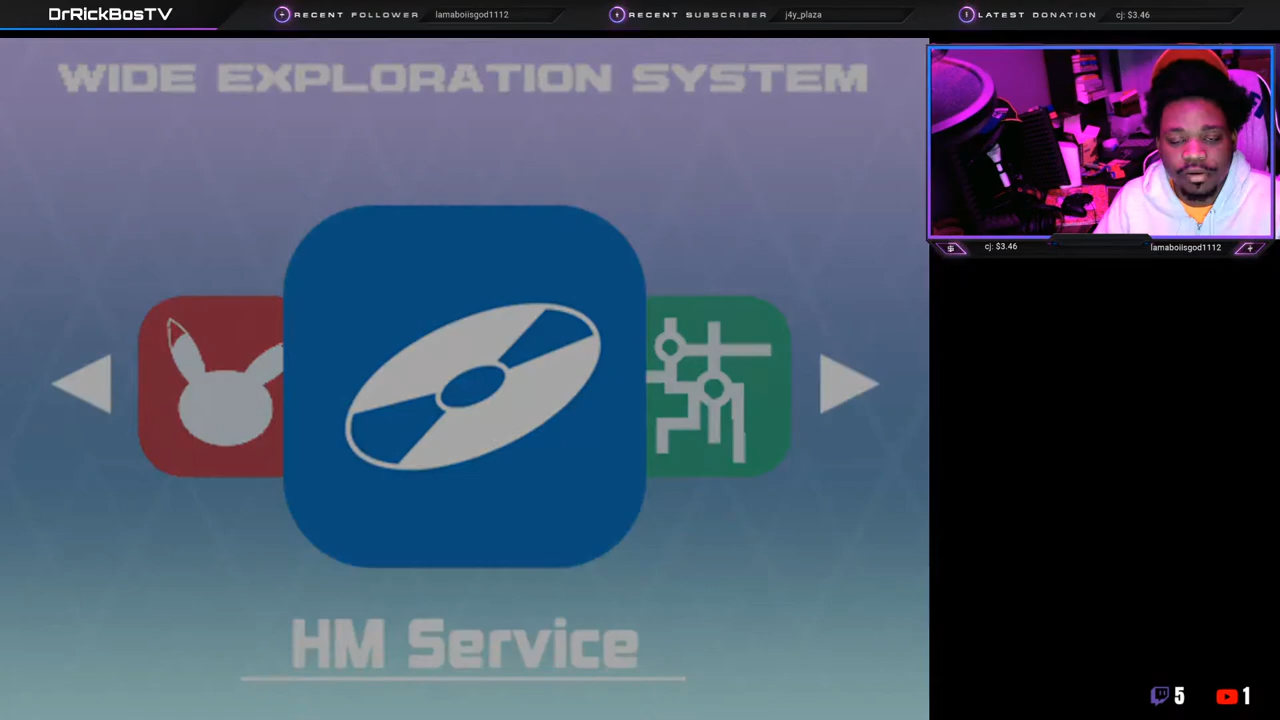 DrRickBosTV
RECENT FOLLOWER lamaboiisgod1112
RECENT SUBSCRIBER j4y_plaza
LATEST DONATION cj: $3.46
WIDE EXPLORATION SYSTEM
cj: $3.46
lamaboiisgod1112
HM Service
5
1